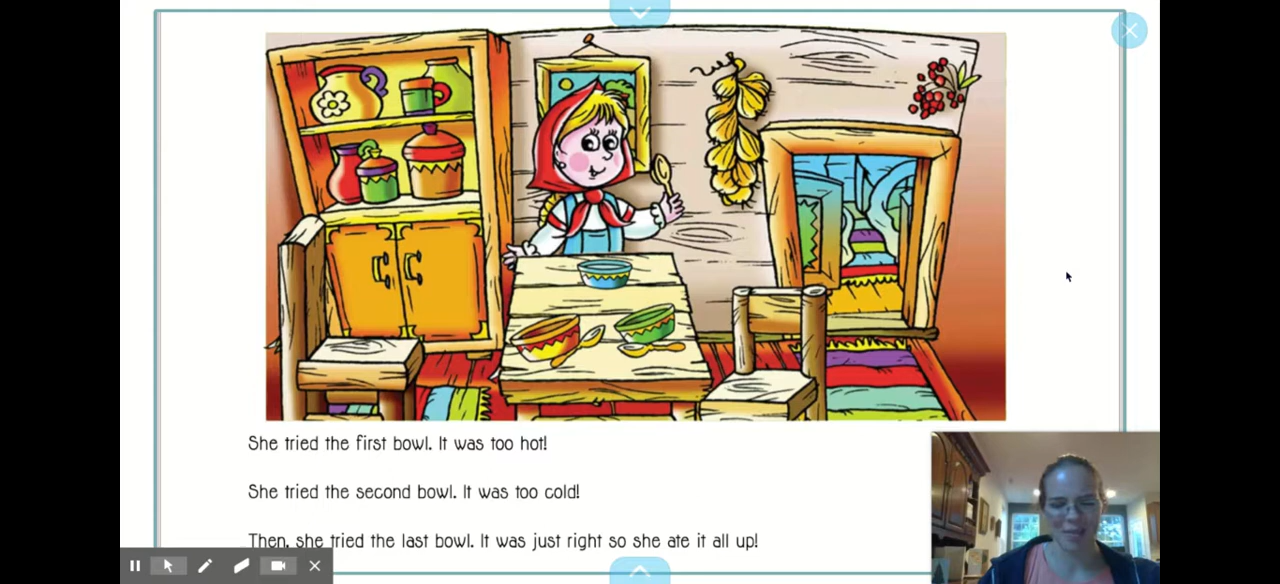 She tried the first bowl. It was too hot!
She tried the second bowl. It was too cold!
Then, she tried the last bowl. It was just right so she ate it all up!